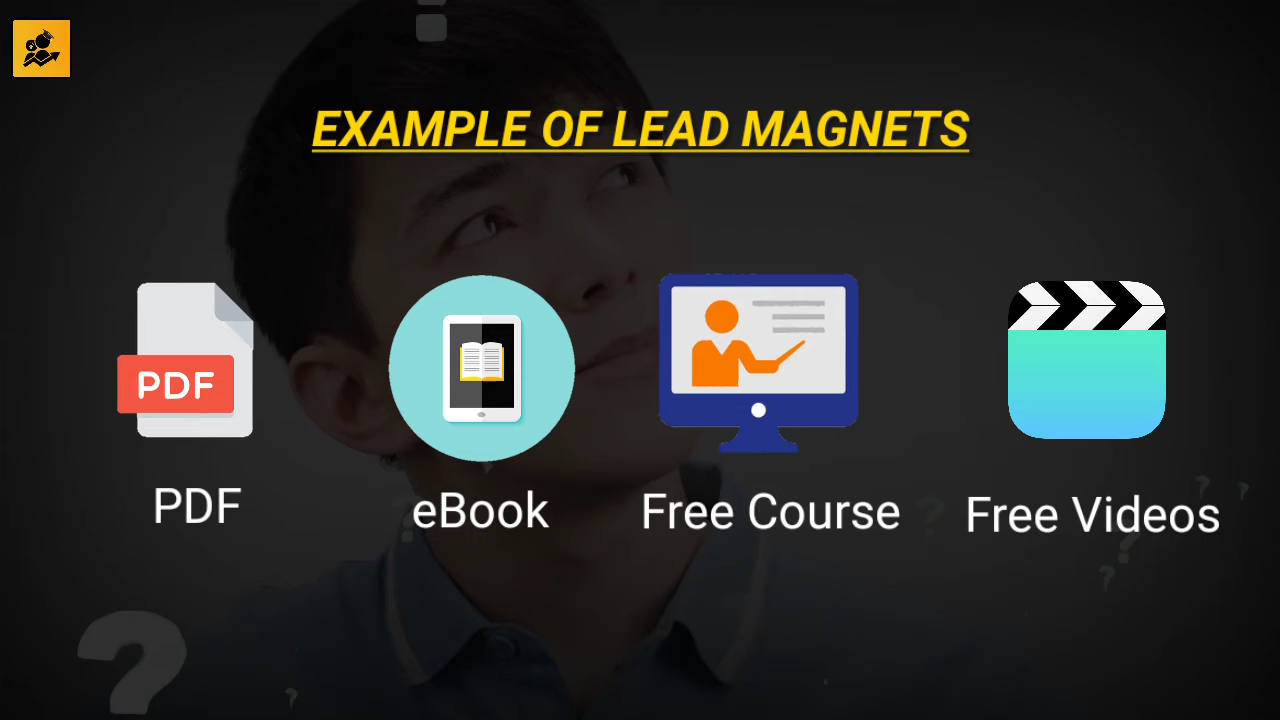 EXAMPLE OF LEAD MAGNETS
PDF
PDF
eBook
Free Course
Free Videos